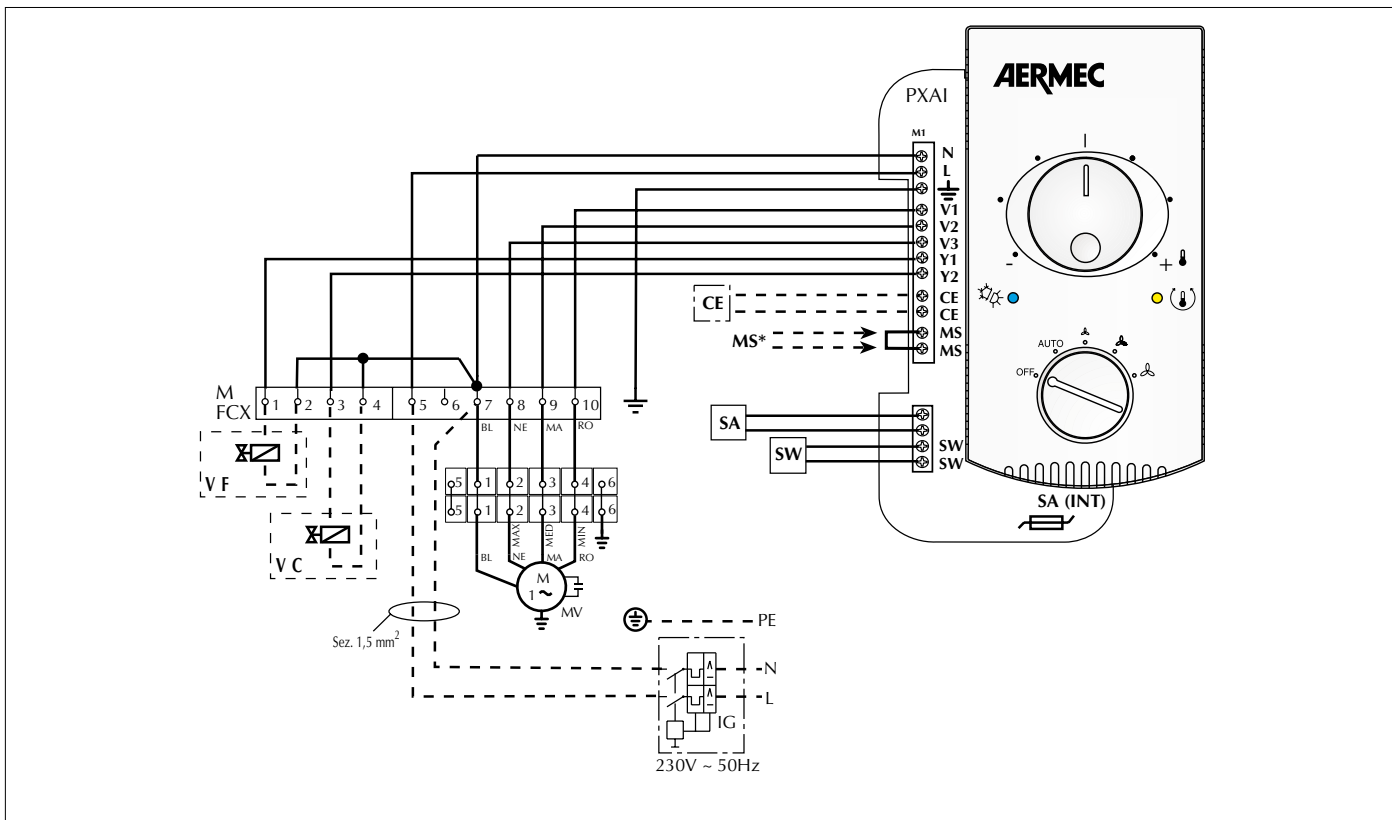 AERMEC
PXAI
M1
N
L
V1
V2
V3
Y1
Y2
CE
CE
CE
MS*
MS
MS
-
+
AUTO
OFF
M
FCX
1
2
3
4
5
6
7
8
9
10
BL
NE
MA
RO
V F
V C
5
1
2
3
4
6
5
1
2
3
4
6
MAX
MED
MIN
BL
NE
MA
RO
M
1 ~
MV
SA
SW
SW
SW
SA (INT)
Sez. 1,5 mm2
PE
N
L
IG
230V ~ 50Hz